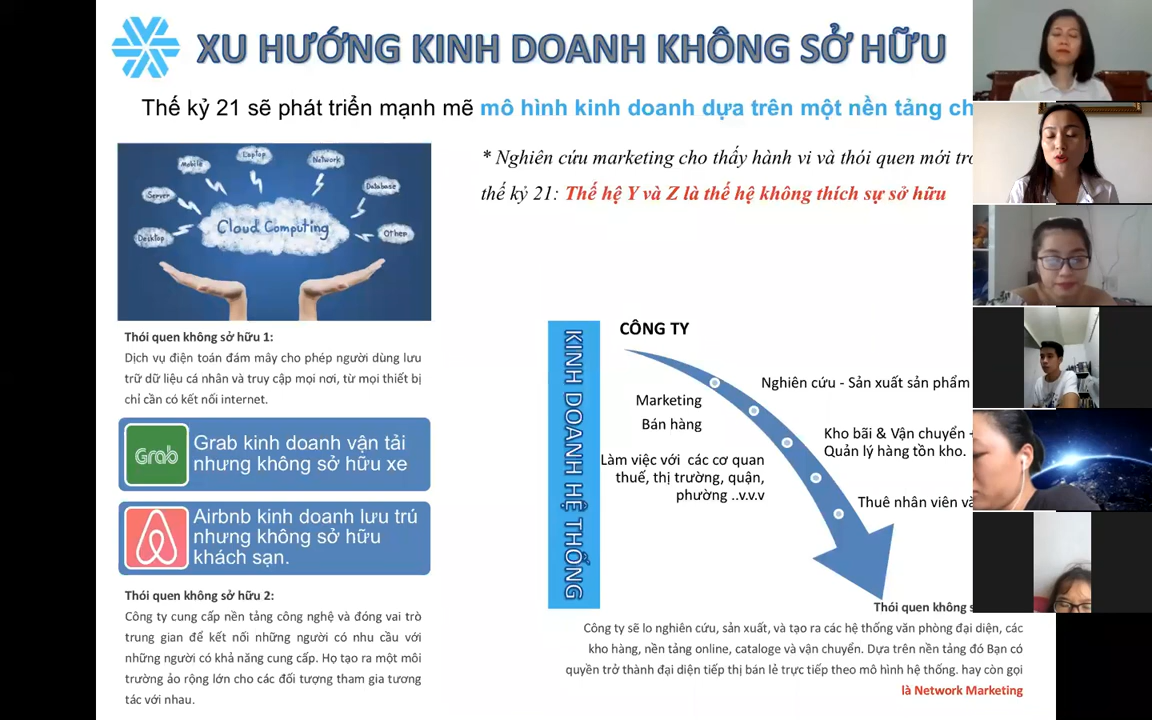 XU HƯỚNG KINH DOANH KHÔNG SỞ HỮU
Thế kỷ 21 sẽ phát triển mạnh mẽ mô hình kinh doanh dựa trên một nền tảng
* Nghiên cứu marketing cho thấy hành vi và thói quen mới
thế kỷ 21: Thế hệ Y và Z là thế hệ không thích sự sở hữu
Mobile
Laptop
Network
Server
Database
Desktop
Cloud Computing
Other
Thói quen không sở hữu 1:
Dịch vụ điện toán đám mây cho phép người dùng lưu
trữ dữ liệu cá nhân và truy cập mọi nơi, từ mọi thiết bị
chỉ cần có kết nối internet.
Grab
Grab kinh doanh vận tải
nhưng không sở hữu xe
Airbnb kinh doanh lưu trú
nhưng không sở hữu
khách sạn.
Thói quen không sở hữu 2:
Công ty cung cấp nền tảng công nghệ và đóng vai trò
trung gian để kết nối những người có nhu cầu với
những người có khả năng cung cấp. Họ tạo ra một môi
trường ảo rộng lớn cho các đối tượng tham gia tương
tác với nhau.
KINH DOANH HỆ THỐNG
CÔNG TY
Nghiên cứu - Sản xuất sản phẩm
Marketing
Bán hàng
Kho bãi & Vận chuyển -
Quản lý hàng tồn kho.
Làm việc với các cơ quan
thuế, thị trường, quận,
phường ..v.v.v
Thuê nhân viên
Thói quen không
Công ty sẽ lo nghiên cứu, sản xuất, và tạo ra các hệ thống văn phòng đại diện, các
kho hàng, nền tảng online, cataloge và vận chuyển. Dựa trên nền tảng đó Bạn có
quyền trở thành đại diện tiếp thị bán lẻ trực tiếp theo mô hình hệ thống. hay còn gọi
là Network Marketing